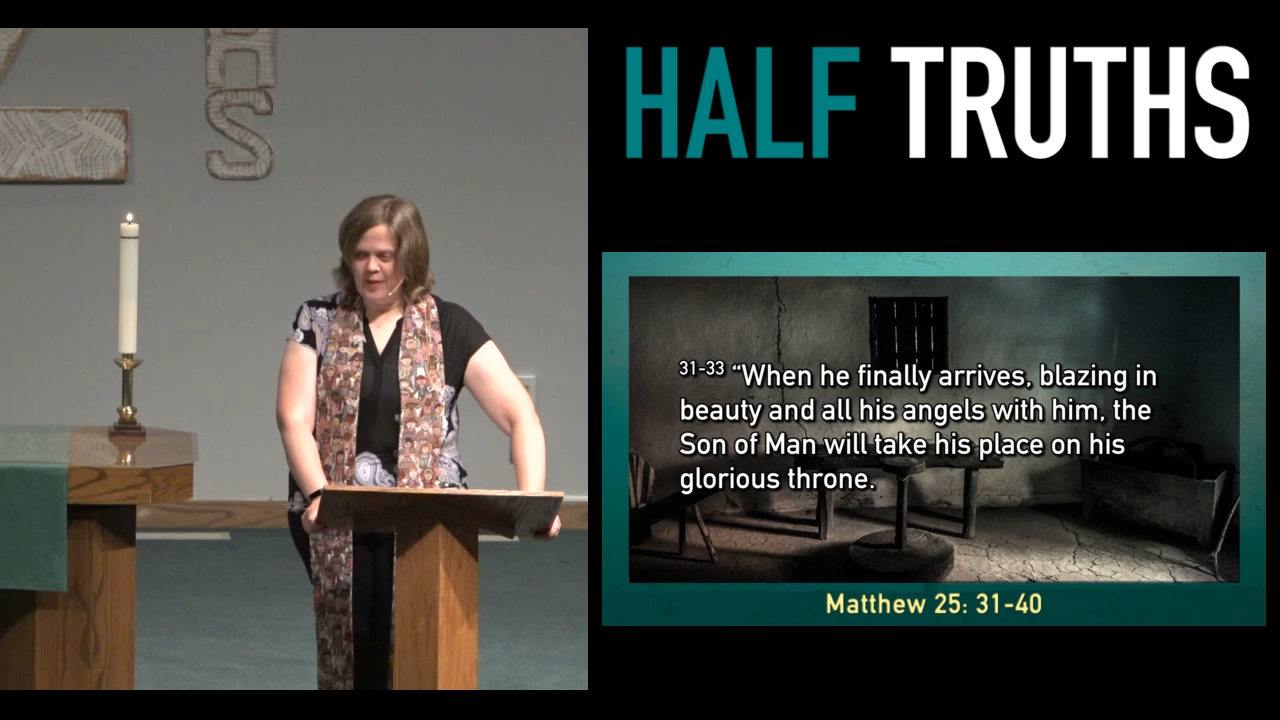 HALF TRUTHS
31-33 “When he finally arrives, blazing in
beauty and all his angels with him, the
Son of Man will take his place on his
glorious throne.
Matthew 25: 31-40